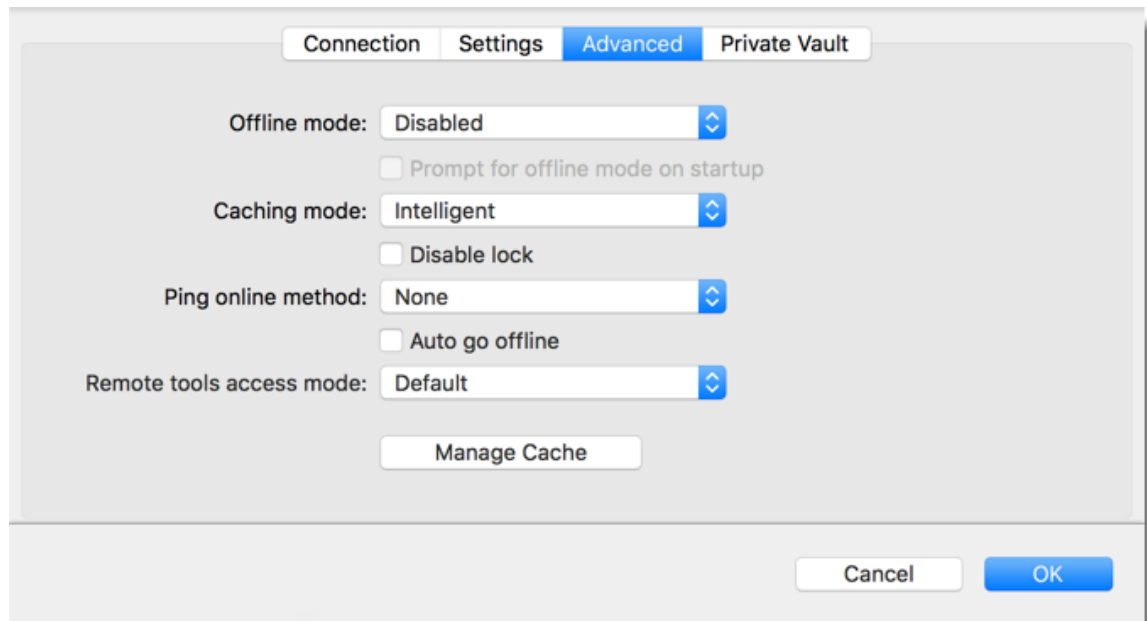 Connection Settings Advanced Private Vault
Offline mode: Disabled
Prompt for offline mode on startup
Caching mode: Intelligent
Disable lock
Ping online method: None
Auto go offline
Remote tools access mode: Default
Manage Cache
Cancel OK